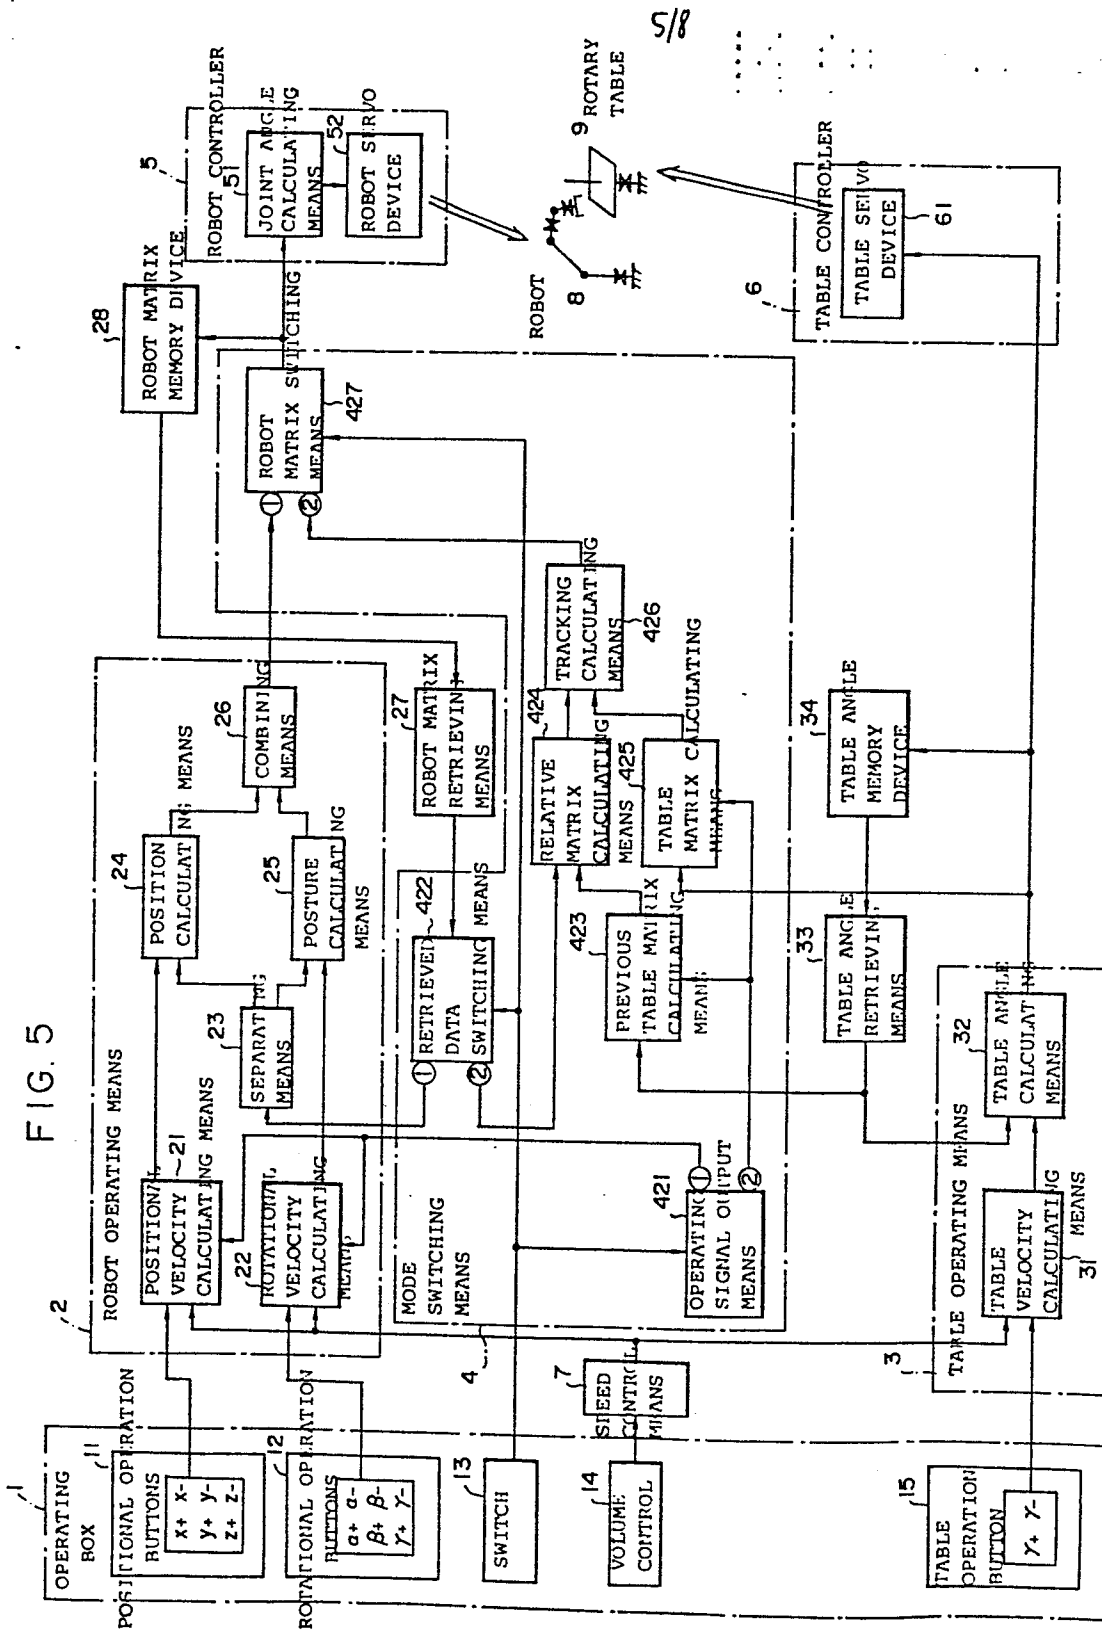 8/5
FIG. 5
1
OPERATING
BOX
11
POSITIONAL OPERATION
BUTTONS
x+ x-
y+ y-
z+ z-
12
ROTATIONAL OPERATION
BUTTONS
α+ α-
β+ β-
γ+ γ-
13
SWITCH
14
VOLUME
CONTROL
15
TABLE
OPERATION
BUTTON
γ+ γ-
2
ROBOT OPERATING MEANS
21
POSITIONAL
VELOCITY
CALCULATING MEANS
22
ROTATIONAL
VELOCITY
CALCULATING
MEANS
23
SEPARATING
MEANS
24
POSITION
CALCULATING MEANS
25
POSTURE
CALCULATING
MEANS
26
COMBINING
MEANS
27
ROBOT MATRIX
RETRIEVING
MEANS
28
ROBOT MATRIX
MEMORY DEVICE
4
MODE
SWITCHING
MEANS
421
OPERATING
SIGNAL OUTPUT
MEANS
①
②
422
RETRIEVED
DATA
SWITCHING MEANS
①
②
423
PREVIOUS
TABLE MATRIX
CALCULATING
MEANS
424
RELATIVE
MATRIX
CALCULATING
MEANS
425
TABLE
MATRIX CALCULATING
MEANS
426
TRACKING
CALCULATING
MEANS
427
ROBOT
MATRIX SWITCHING
MEANS
①
②
7
SPEED
CONTROL
MEANS
3
TABLE OPERATING MEANS
31
TABLE
VELOCITY
CALCULATING
MEANS
32
TABLE ANGLE
CALCULATING
MEANS
33
TABLE ANGLE
RETRIEVING
MEANS
34
TABLE ANGLE
MEMORY
DEVICE
5
ROBOT CONTROLLER
51
JOINT ANGLE
CALCULATING
MEANS
52
ROBOT SERVO
DEVICE
ROBOT
8
9 ROTARY
TABLE
6
TABLE CONTROLLER
TABLE SERVO
DEVICE
61